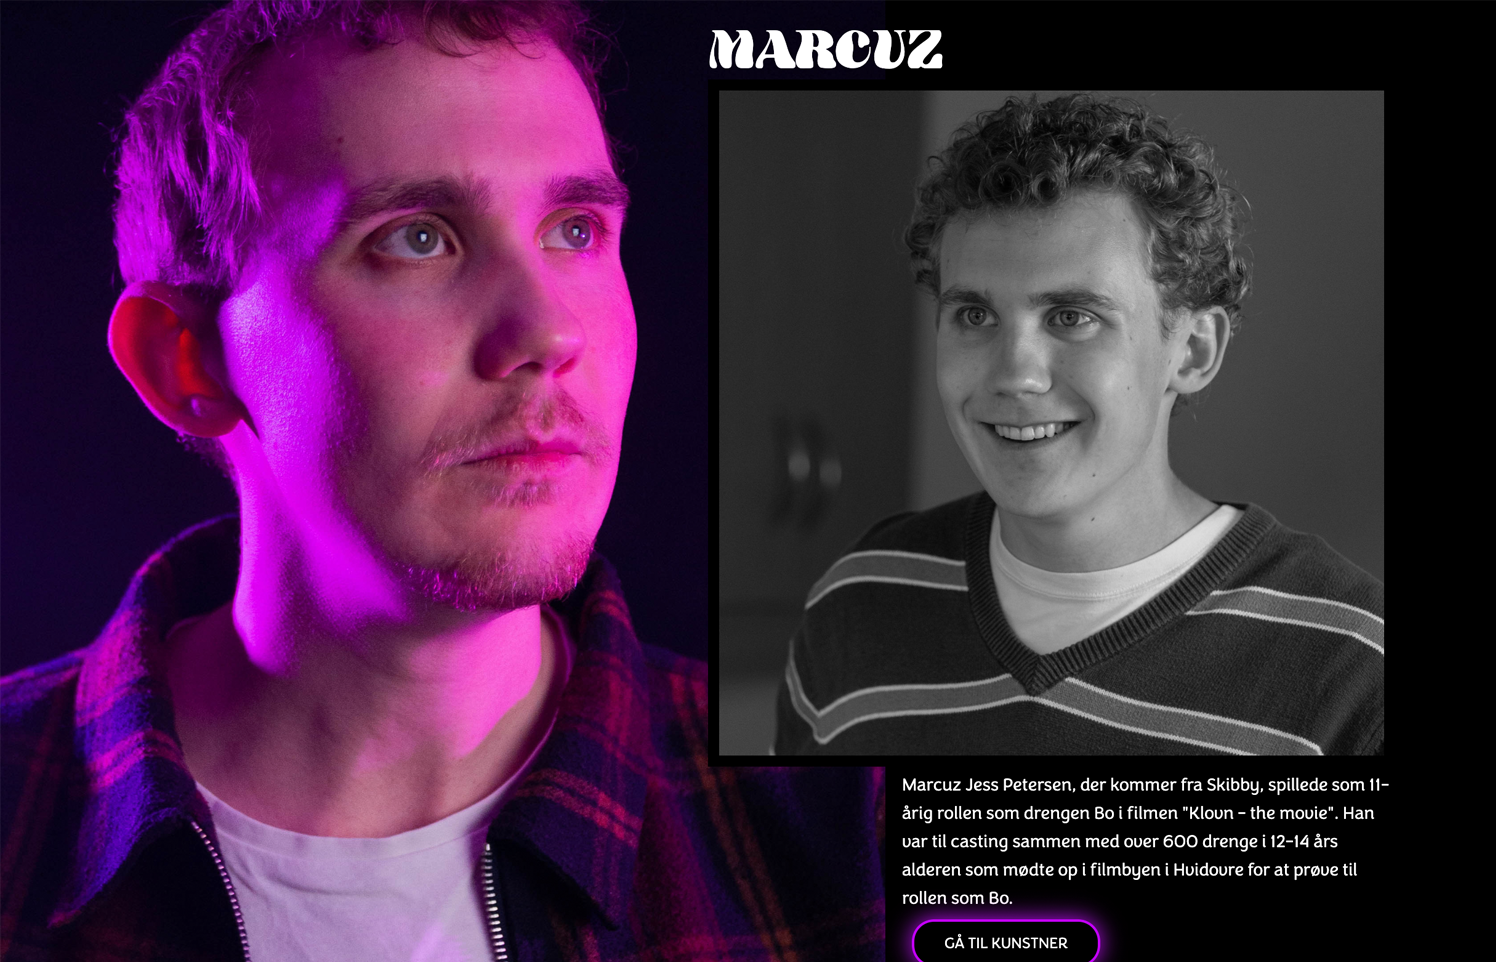 MARCUZ
Marcuz Jess Petersen, der kommer fra Skibby, spillede som 11-
årig rollen som drengen Bo i filmen "Klovn - the movie". Han
var til casting sammen med over 600 drenge i 12-14 års
alderen som mødte op i filmbyen i Hvidovre for at prøve til
rollen som Bo.
GÅ TIL KUNSTNER